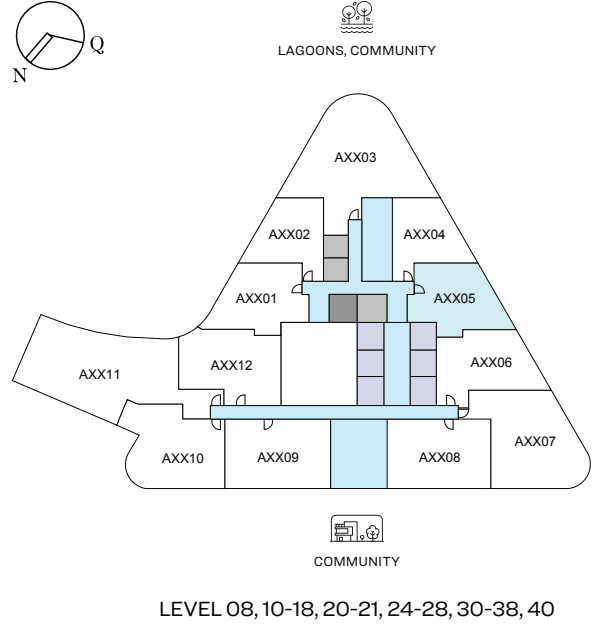 Q
N
LAGOONS, COMMUNITY
AXX03
AXX02
AXX04
AXX01
AXX05
AXX06
AXX12
AXX11
AXX07
AXX10
AXX09
AXX08
COMMUNITY
LEVEL 08, 10-18, 20-21, 24-28, 30-38, 40